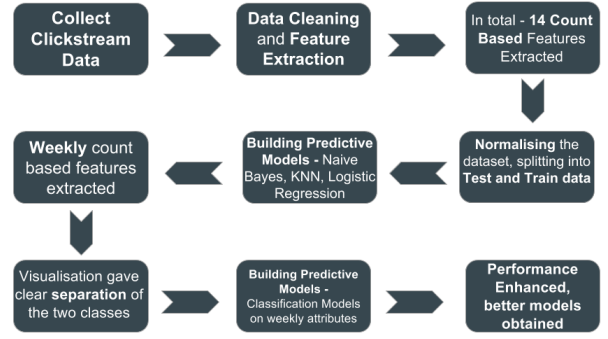 Collect
Clickstream
Data
Data Cleaning
and Feature
Extraction
In total - 14 Count
Based Features
Extracted
Normalising the
dataset, splitting into
Test and Train data
Building Predictive
Models - Naive
Bayes, KNN, Logistic
Regression
Weekly count
based features
extracted
Visualisation gave
clear separation of
the two classes
Building Predictive
Models -
Classification Models
on weekly attributes
Performance
Enhanced,
better models
obtained